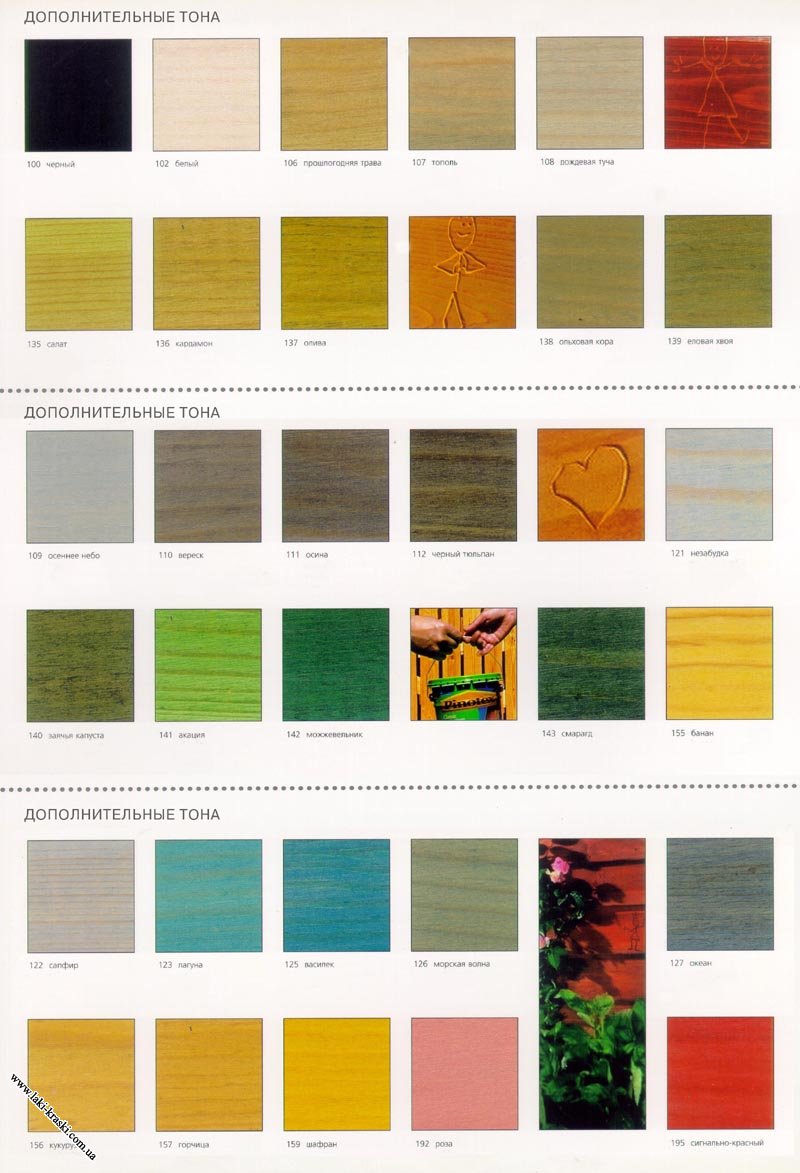 ДОПОЛНИТЕЛЬНЫЕ ТОНА
100 черный
102 белый
106 прошлогодняя трава
107 тополь
108 дождевая туча
135 салат
136 кардамон
137 олива
138 ольховая кора
139 еловая хвоя
ДОПОЛНИТЕЛЬНЫЕ ТОНА
109 осеннее небо
110 вереск
111 осина
112 черный тюльпан
121 незабудка
140 заячья капуста
141 акация
142 можжевельник
Pinotex
143 смарагд
155 банан
ДОПОЛНИТЕЛЬНЫЕ ТОНА
122 сапфир
123 лагуна
125 василек
126 морская волна
127 океан
156
157 горчица
159 шафран
192 роза
195 сигнально-красный
www.laki-kraski.com.ua